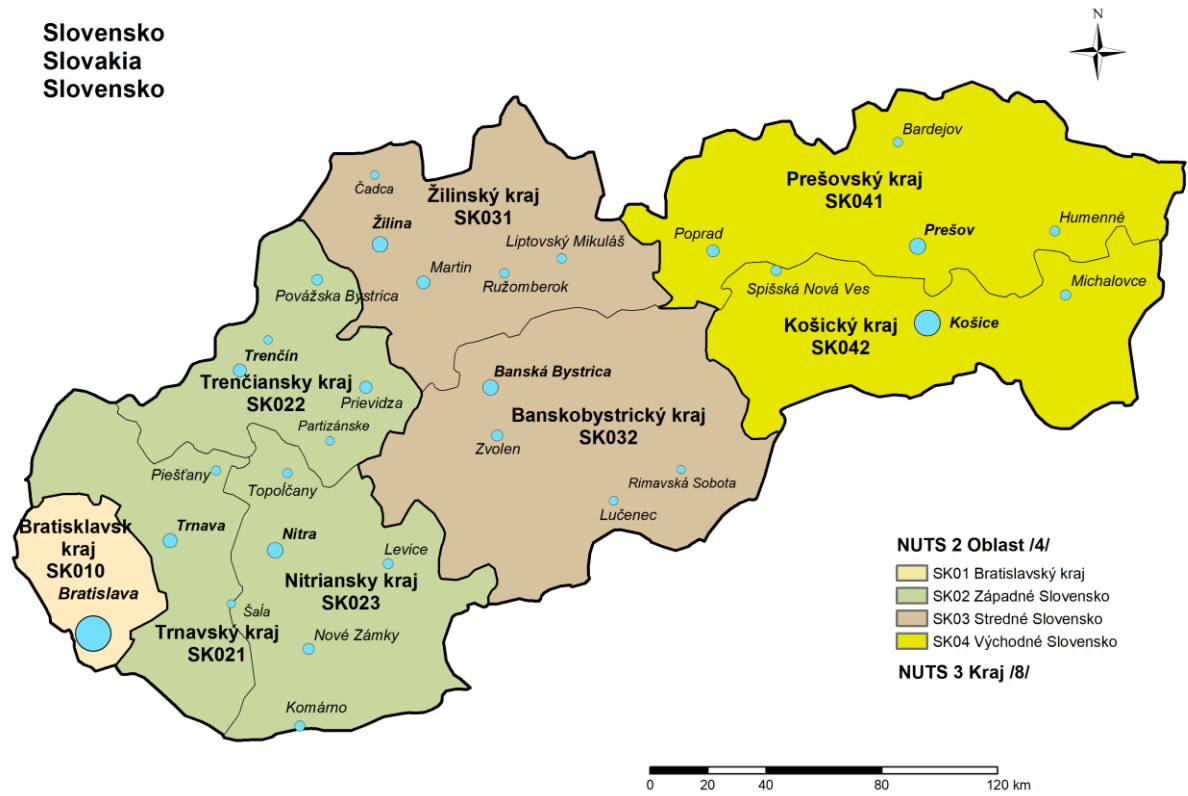 Slovensko
Slovakia
Slovensko
N
Bardejov
Čadca
Prešovský kraj
SK041
Žilinský kraj
SK031
Žilina
Liptovský Mikuláš
Poprad
Prešov
Humenné
Martin
Ružomberok
Spišská Nová Ves
Michalovce
Považska Bystrica
Košický kraj
SK042
Košice
Trenčín
Banská Bystrica
Trenčiansky kraj
SK022
Prievidza
Banskobystrický kraj
SK032
Partizánske
Zvolen
Piešťany
Topoĺčany
Rimavská Sobota
Lučenec
Bratisklavsk
kraj
SK010
Bratislava
Trnava
Nitra
Levice
Nitriansky kraj
SK023
Šaĺa
Trnavský kraj
SK021
Nové Zámky
Komárno
NUTS 2 Oblast /4/
SK01 Bratislavský kraj
SK02 Západné Slovensko
SK03 Stredné Slovensko
SK04 Východné Slovensko
NUTS 3 Kraj /8/
0 20 40 80 120 km